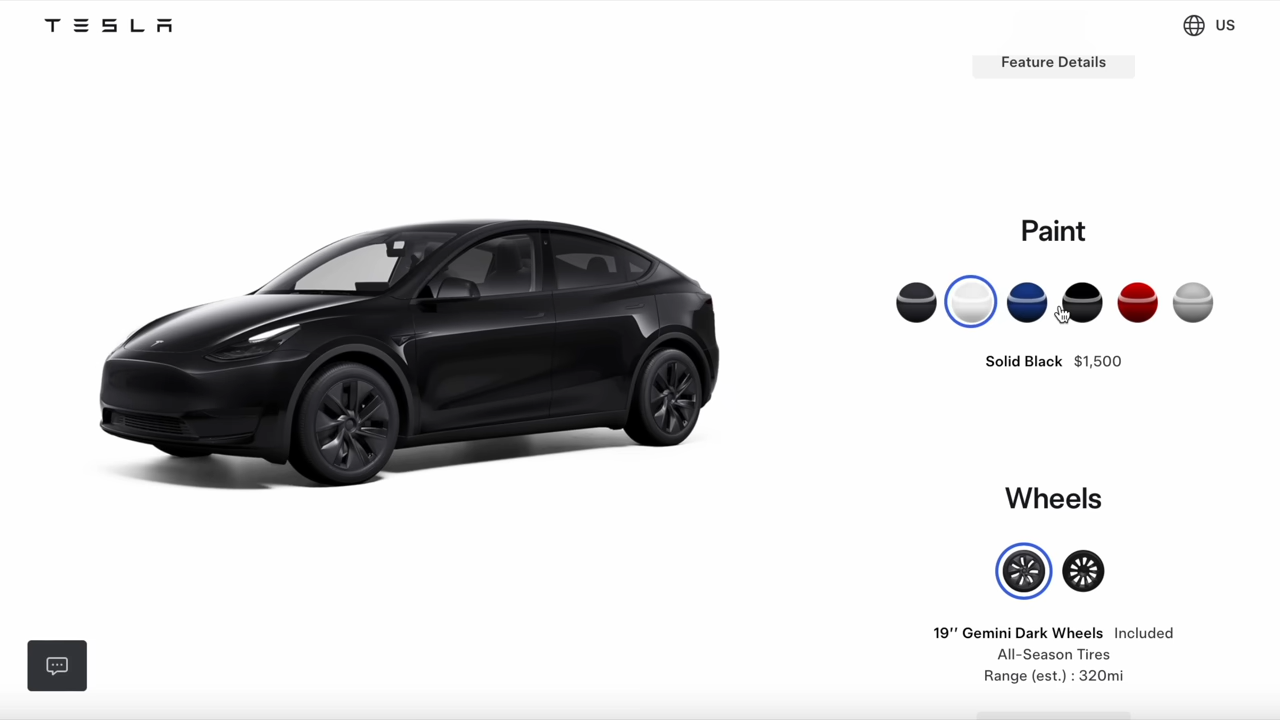 TESLA
US
Feature Details
Paint
Solid Black $1,500
Wheels
19’’ Gemini Dark Wheels Included
All-Season Tires
Range (est.) : 320mi